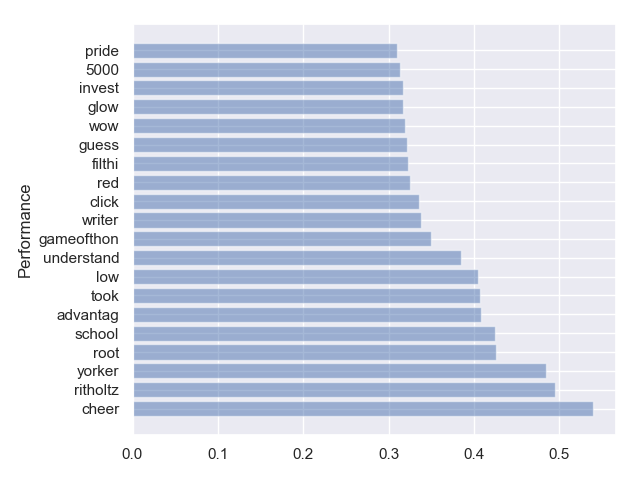 pride
5000
invest
glow
wow
guess
filthi
red
click
writer
gameofthon
understand
low
took
advantag
school
root
yorker
ritholtz
cheer
Performance
0.0 0.1 0.2 0.3 0.4 0.5